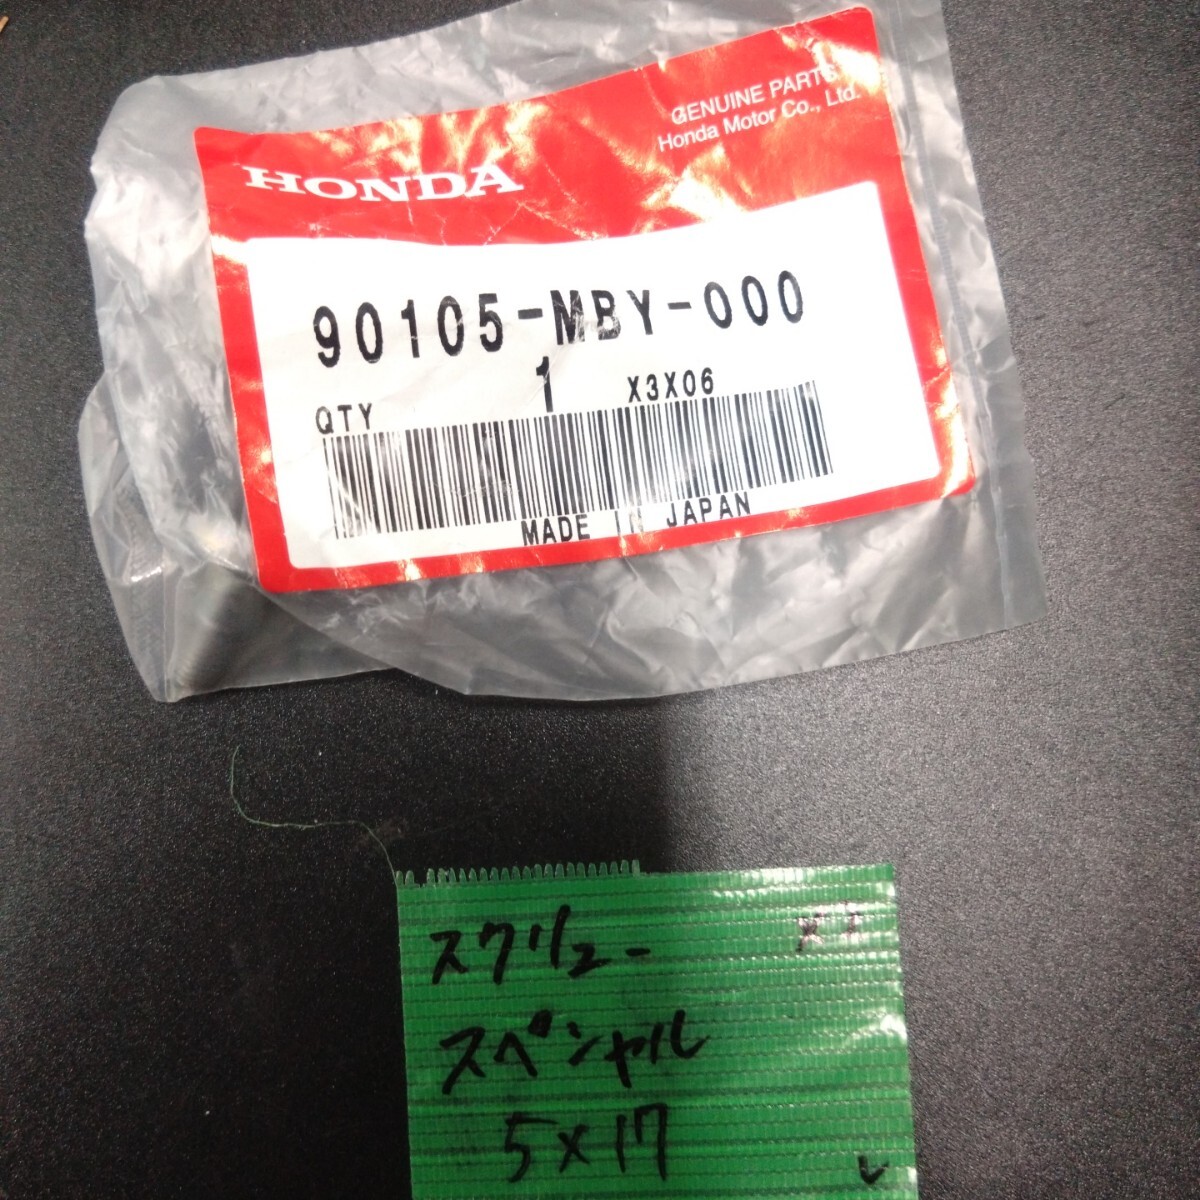 GENUINE PARTS
Honda Motor Co., Ltd.
HONDA
90105-MBY-000
QTY 1 X3X06
MADE IN JAPAN
スクリュー
スペシャル
5×17